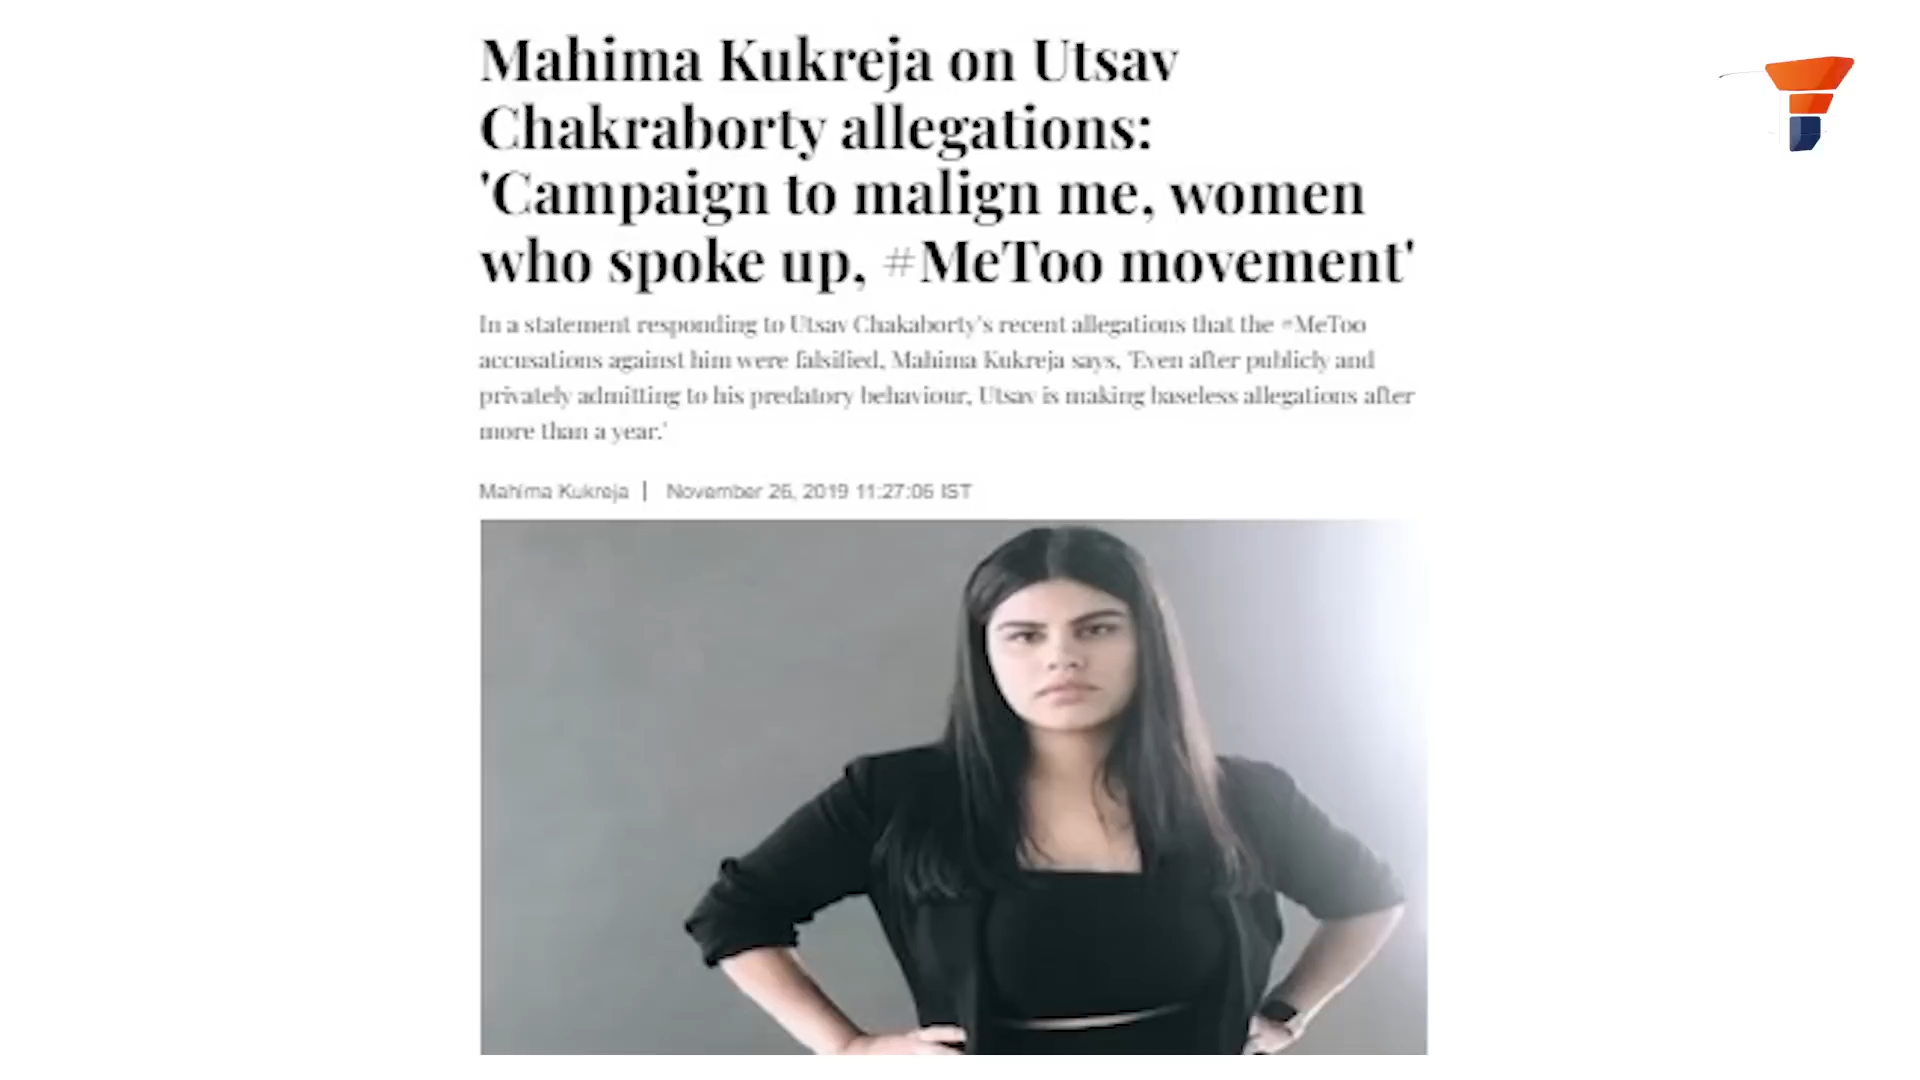 Mahima Kukreja on Utsav
Chakraborty allegations:
'Campaign to malign me, women
who spoke up, #MeToo movement'
In a statement responding to Utsav Chakaborty's recent allegations that the #MeToo
accusations against him were falsified, Mahima Kukreja says, 'Even after publicly and
privately admitting to his predatory behaviour, Utsav is making baseless allegations after
more than a year.'
Mahima Kukreja | November 26, 2019 11:27:06 IST